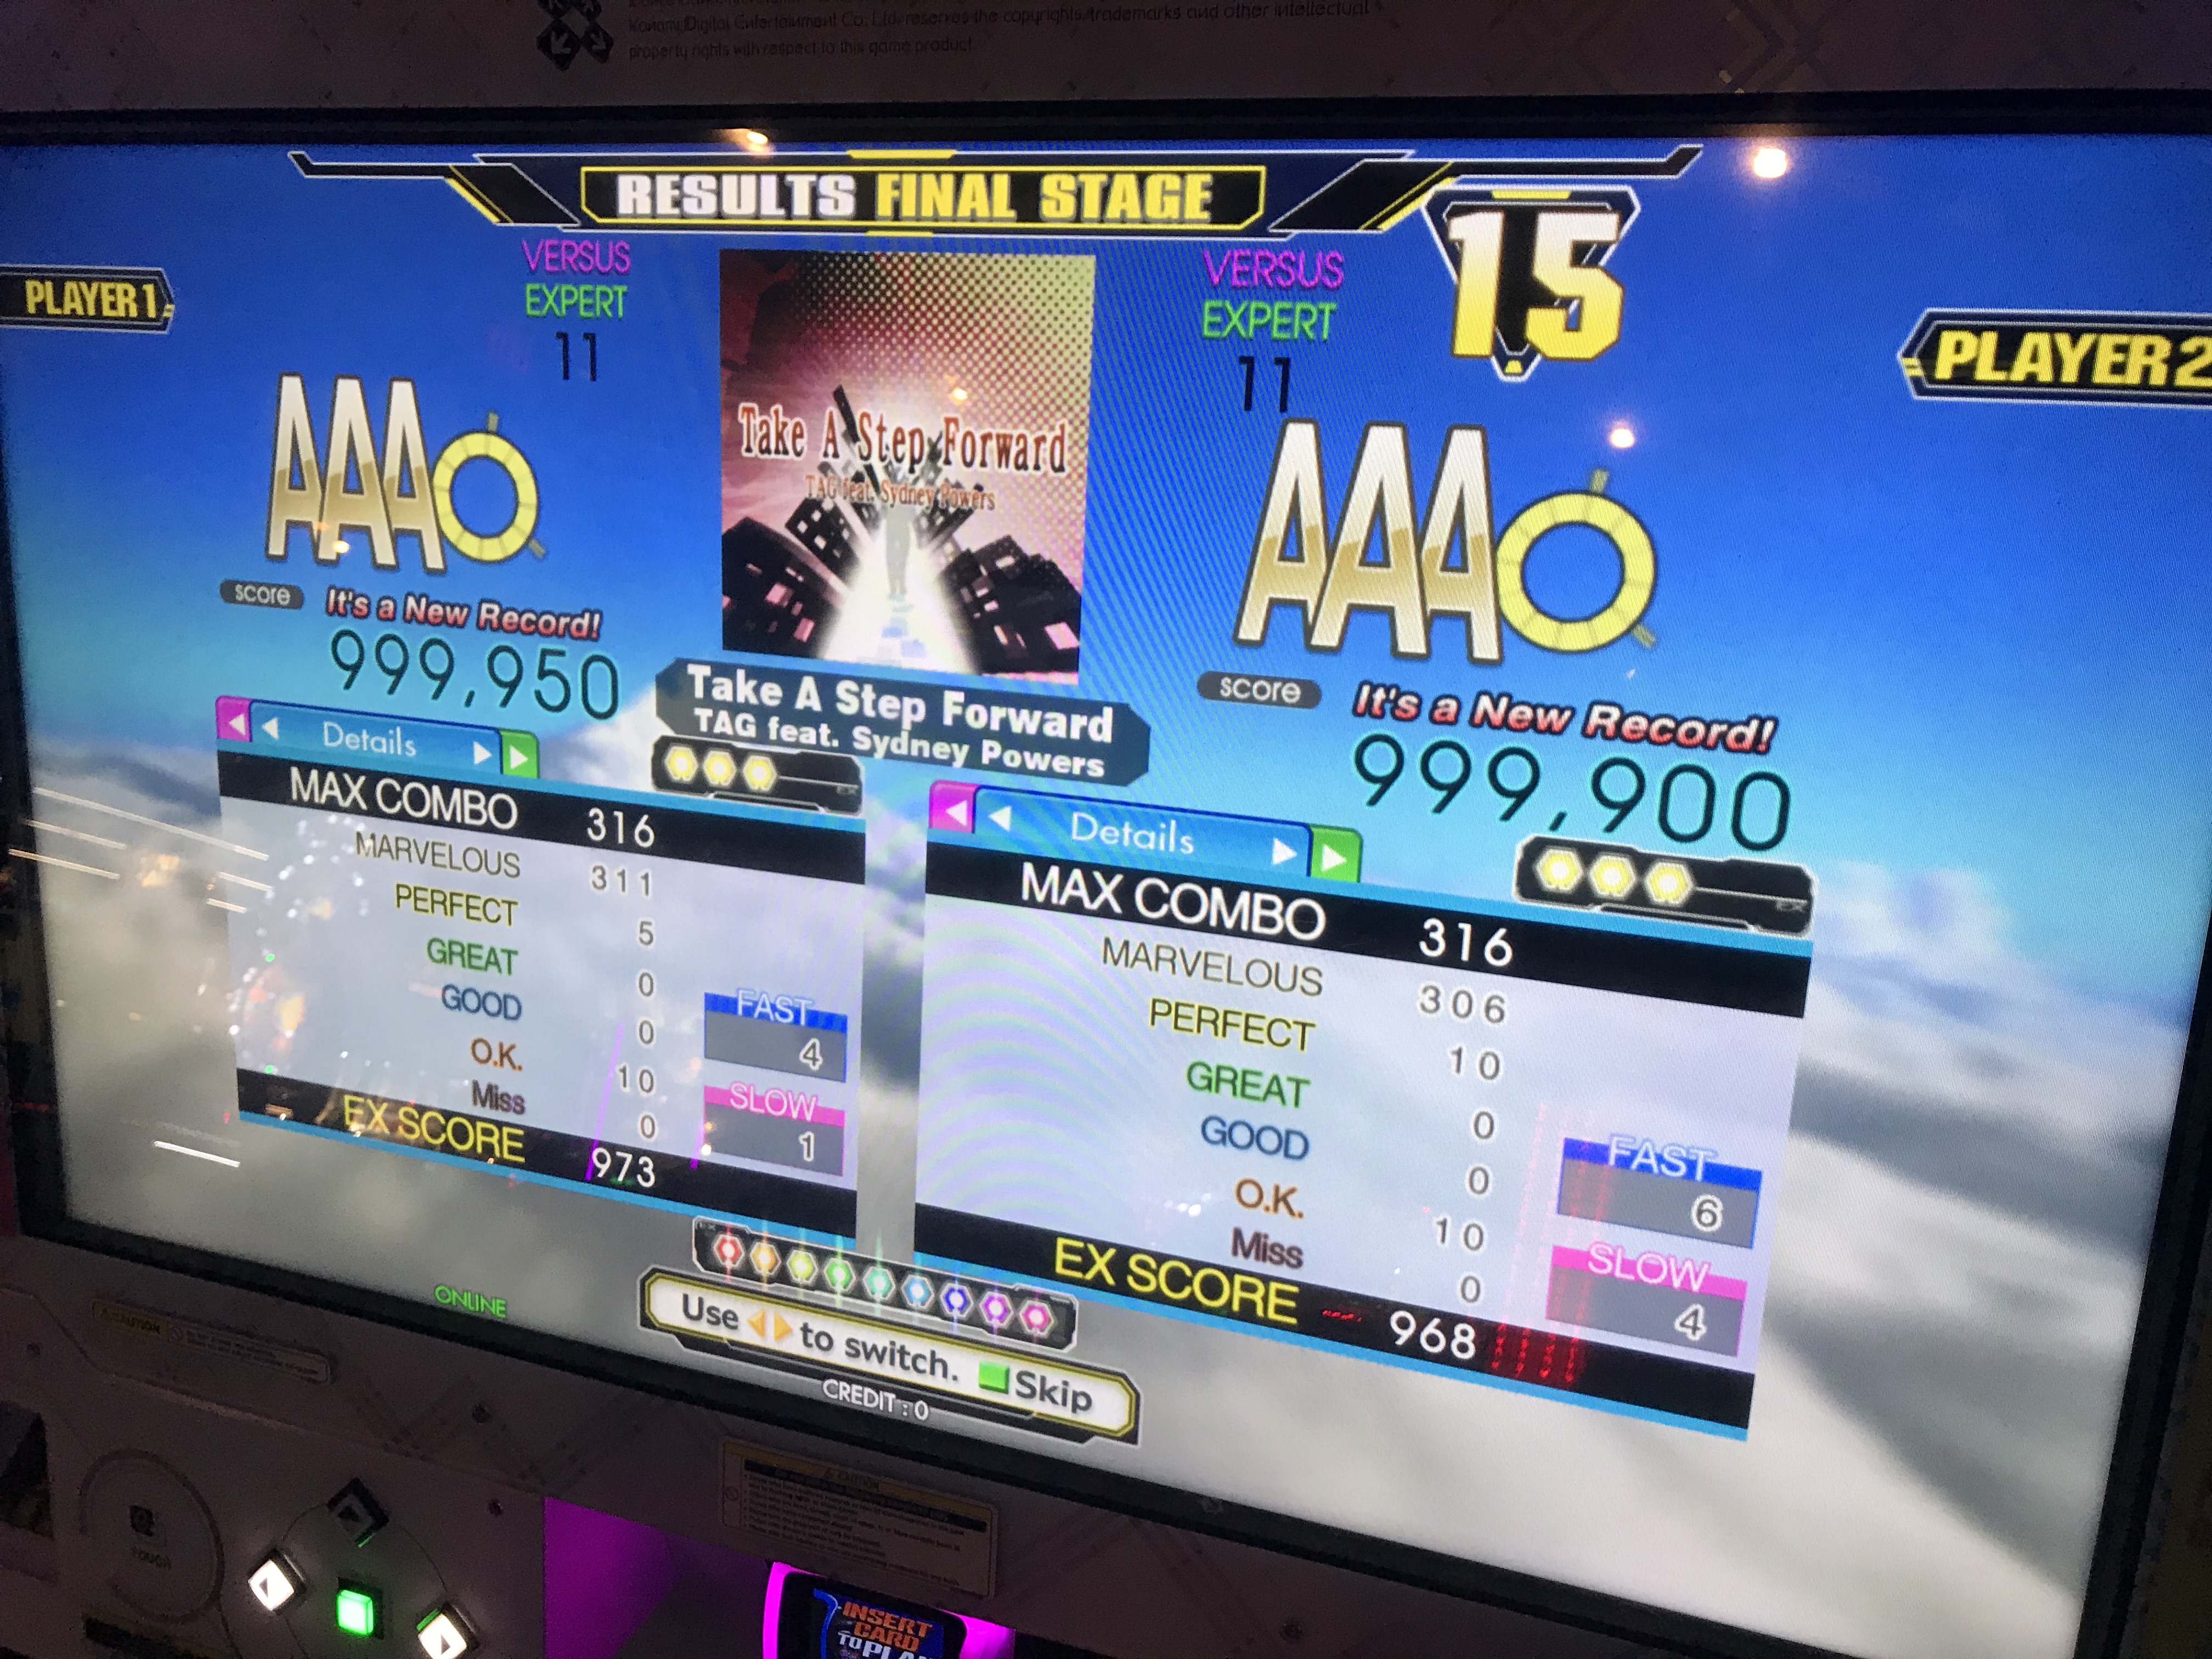 Konami Digital Entertainment Co., Ltd. reserves the copyrights, trademarks and other intellectual
property rights with respect to this game product.
RESULTS FINAL STAGE
15
PLAYER 1
VERSUS
EXPERT
11
AAA
score
It's a New Record!
999,950
Take A Step Forward
TAG feat. Sydney Powers
VERSUS
EXPERT
11
PLAYER 2
AAA
score
It's a New Record!
999,900
Take A Step Forward
TAG feat. Sydney Powers
Details
MAX COMBO 316
MARVELOUS 311
PERFECT 5
GREAT 0
GOOD 0
O.K. 10
Miss 0
EX SCORE 973
FAST
4
SLOW
1
Details
MAX COMBO 316
MARVELOUS 306
PERFECT 10
GREAT 0
GOOD 0
O.K. 10
Miss 0
EX SCORE 968
FAST
6
SLOW
4
ONLINE
Use to switch. Skip
CREDIT : 0
CAUTION
CAUTION
INSERT
CARD
TO PLA